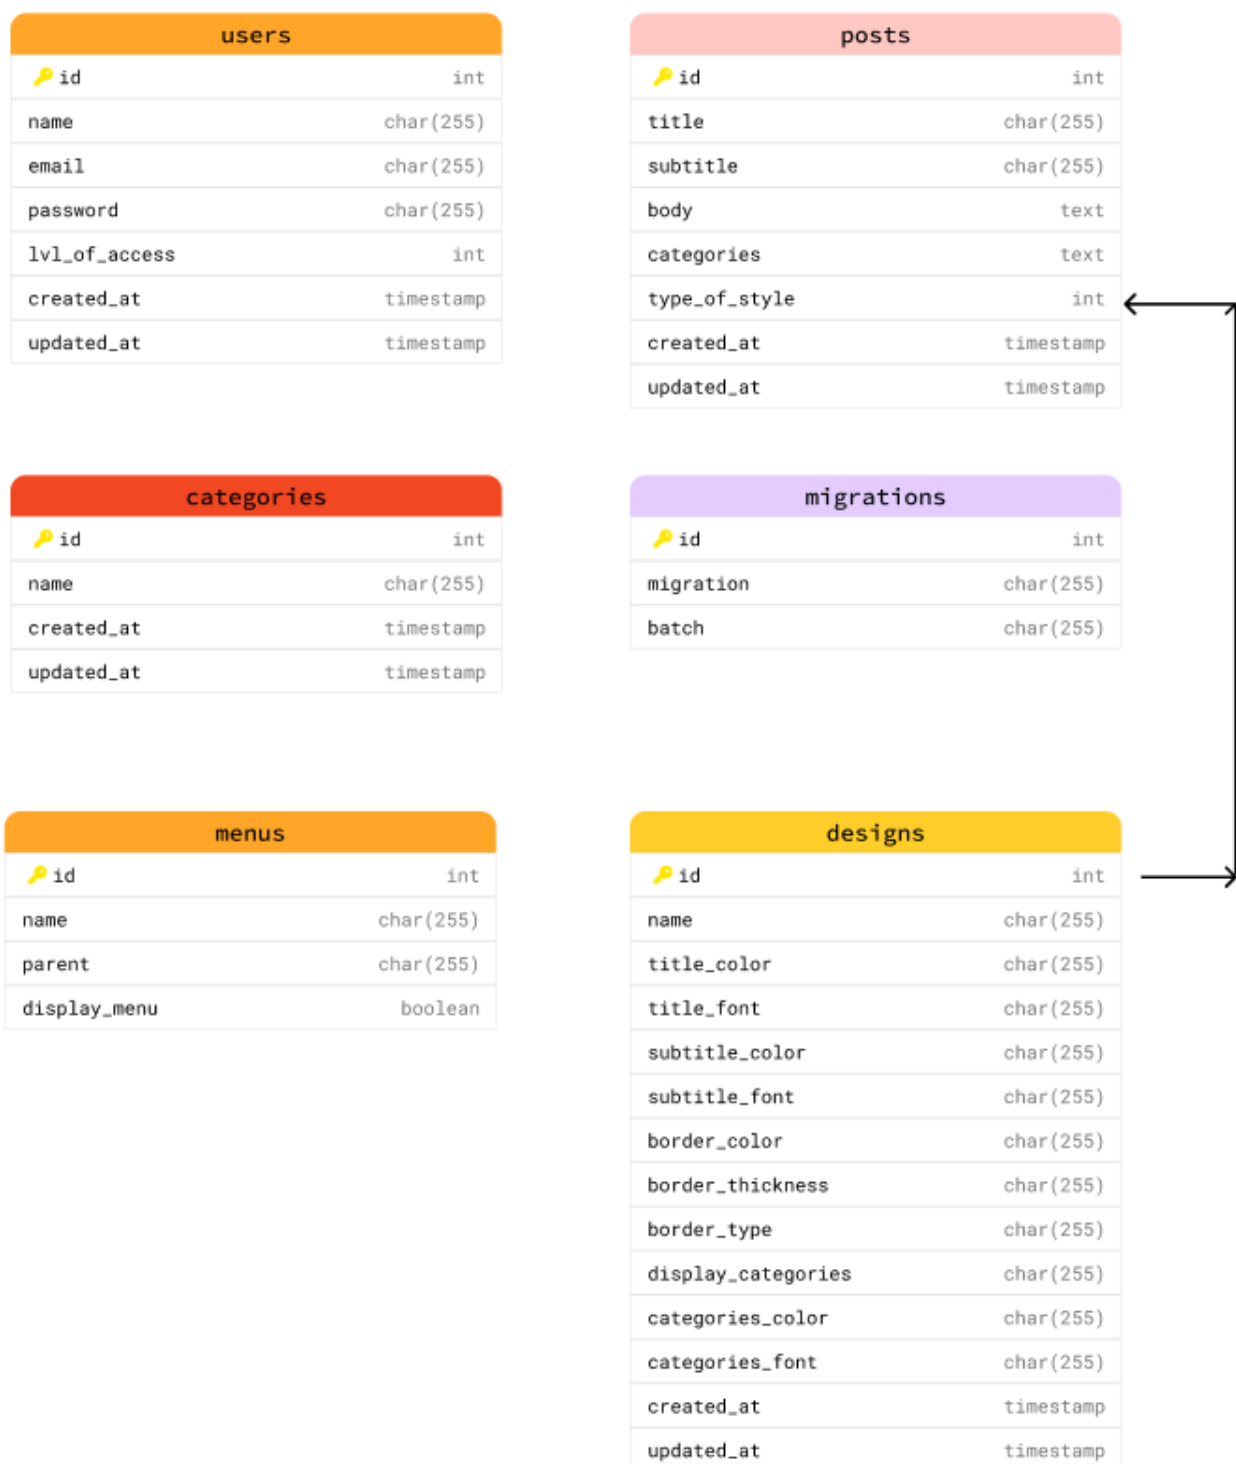 users
id int
name char(255)
email char(255)
password char(255)
lvl_of_access int
created_at timestamp
updated_at timestamp
posts
id int
title char(255)
subtitle char(255)
body text
categories text
type_of_style int
created_at timestamp
updated_at timestamp
categories
id int
name char(255)
created_at timestamp
updated_at timestamp
migrations
id int
migration char(255)
batch char(255)
menus
id int
name char(255)
parent char(255)
display_menu boolean
designs
id int
name char(255)
title_color char(255)
title_font char(255)
subtitle_color char(255)
subtitle_font char(255)
border_color char(255)
border_thickness char(255)
border_type char(255)
display_categories char(255)
categories_color char(255)
categories_font char(255)
created_at timestamp
updated_at timestamp